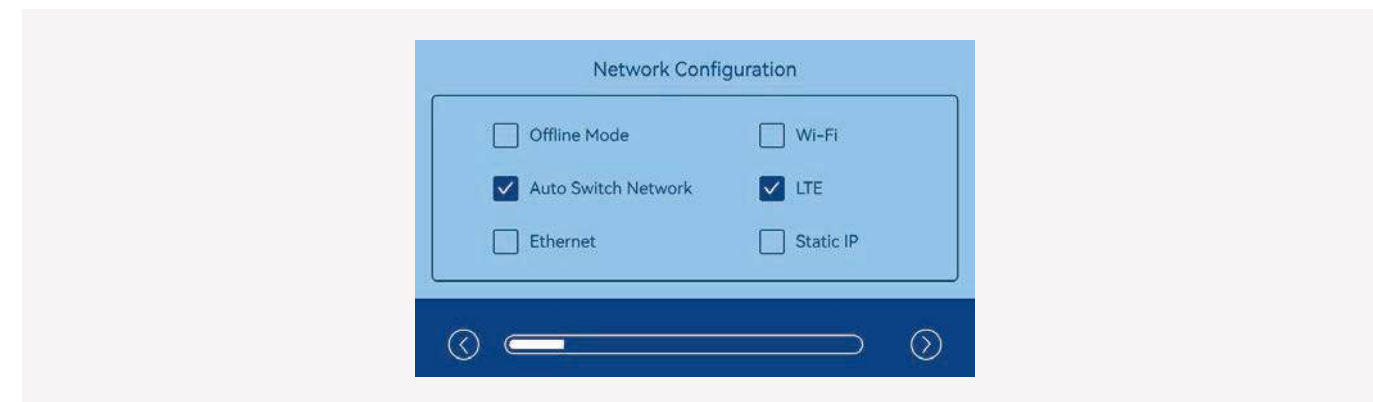 Network Configuration
Offline Mode
Wi-Fi
Auto Switch Network
LTE
Ethernet
Static IP